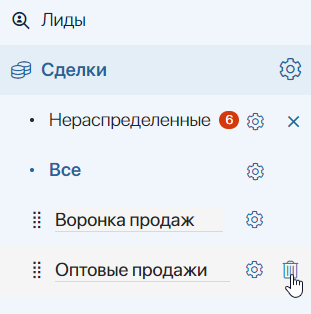 Лиды
Сделки
Нераспределенные 6
Все
Воронка продаж
Оптовые продажи